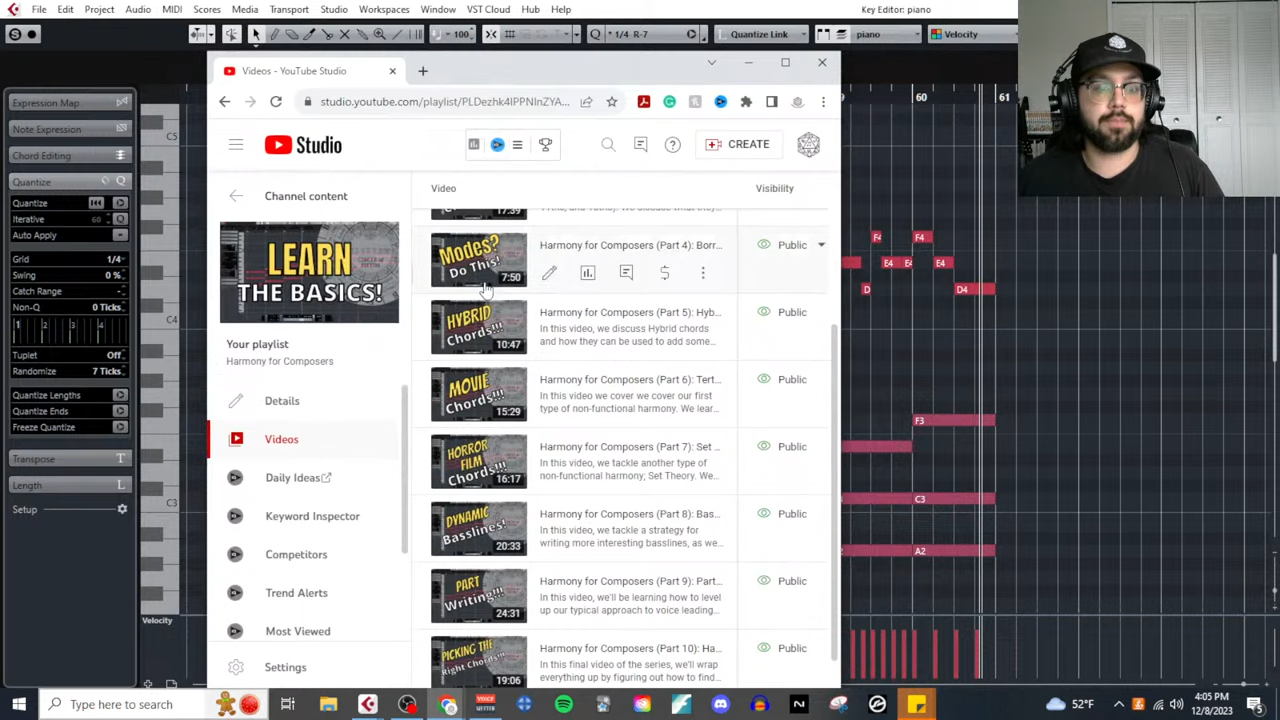 File Edit Project Audio MIDI Scores Media Transport Studio Workspaces Window VST Cloud Hub Help Key Editor: piano
100 Q 1/4 R-7 Quantize Link piano Velocity
Videos - YouTube Studio
studio.youtube.com/playlist/PLDezhk4IPPNInZYA...
Studio CREATE
Expression Map
Note Expression
Chord Editing
Quantize Q
Quantize
Iterative 60 Q
Auto Apply
Grid 1/4
Swing 0 %
Catch Range
Non-Q 0 Ticks
1 2 3 4
Tuplet Off
Randomize 7 Ticks
Quantize Lengths
Quantize Ends
Freeze Quantize
Transpose T
Length L
Setup
C5
C4
C3
Velocity
Channel content
LEARN
THE BASICS!
Your playlist
Harmony for Composers
Details
Videos
Daily Ideas
Keyword Inspector
Competitors
Trend Alerts
Most Viewed
Settings
Video Visibility
17:39
Modes?
Do This!
7:50
Harmony for Composers (Part 4): Borr...
Public
HYBRID
Chords!!!
10:47
Harmony for Composers (Part 5): Hyb...
In this video, we discuss Hybrid chords
and how they can be used to add some...
Public
MOVIE
Chords!!!
15:29
Harmony for Composers (Part 6): Tert...
In this video we cover we cover our first
type of non-functional harmony. We lear...
Public
HORROR
FILM
Chords!!!
16:17
Harmony for Composers (Part 7): Set ...
In this video, we tackle another type of
non-functional harmony; Set Theory. We...
Public
DYNAMIC
Basslines!
20:33
Harmony for Composers (Part 8): Bas...
In this video, we tackle a strategy for
writing more interesting basslines, as we...
Public
PART
Writing!!!
24:31
Harmony for Composers (Part 9): Part...
In this video, we'll be learning how to level
up our typical approach to voice leading...
Public
PICKING THE
Right Chords!!!
19:06
Harmony for Composers (Part 10): Ha...
In this final video of the series, we'll wrap
everything up by figuring out how to find...
Public
60 61
F4 F4
E4 E4 E4
D D4
F3
C3
A2
Type here to search
52°F
4:05 PM
12/8/2023
5